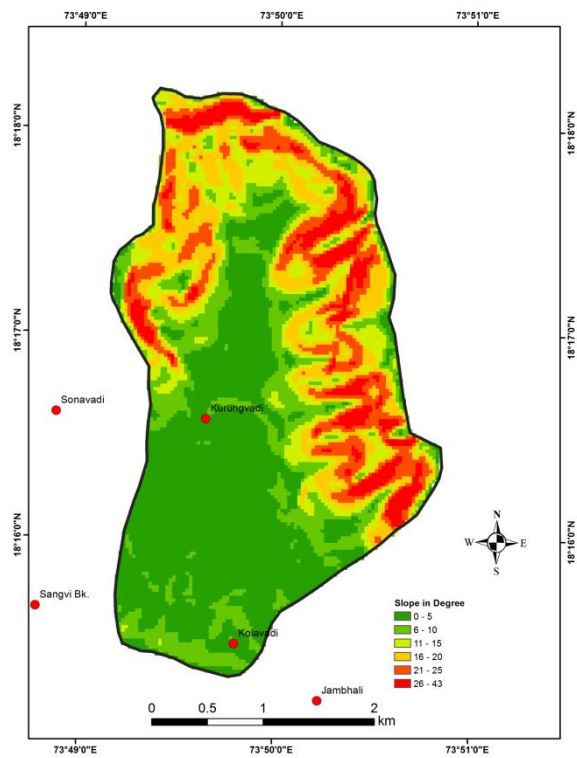 73°49'0"E 73°50'0"E 73°51'0"E
18°18'0"N 18°18'0"N
18°17'0"N 18°17'0"N
Sonavadi Kurungvadi
18°16'0"N 18°16'0"N
N
W E
S
Sangvi Bk.
Slope in Degree
0 - 5
6 - 10
11 - 15
16 - 20
21 - 25
26 - 43
Kolavadi
Jambhali
0 0.5 1 2
km
73°49'0"E 73°50'0"E 73°51'0"E